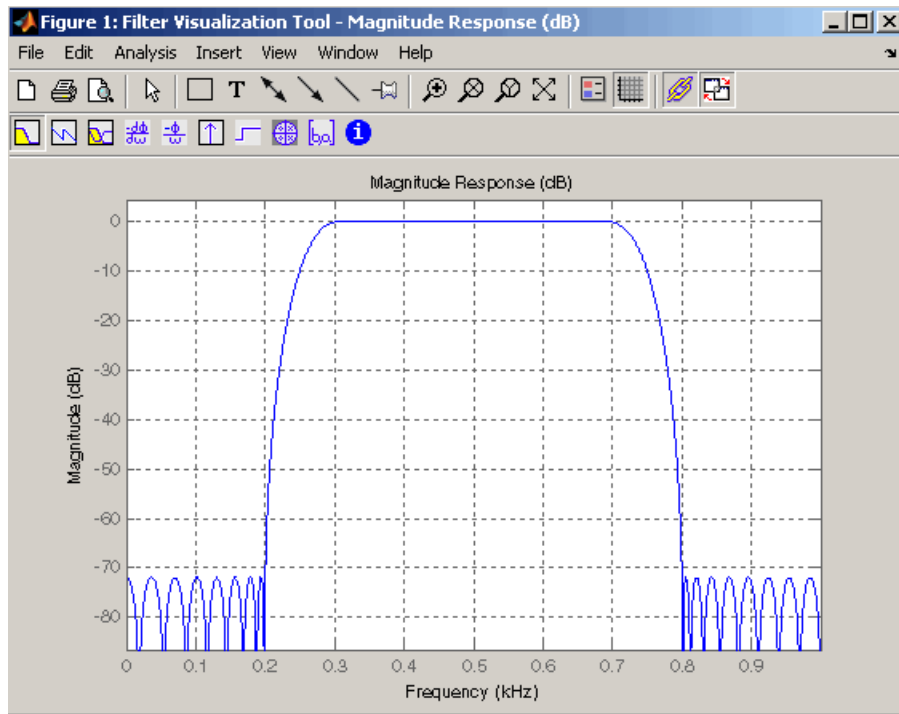 Figure 1: Filter Visualization Tool - Magnitude Response (dB)
File Edit Analysis Insert View Window Help
T
[b,a] i
Magnitude Response (dB)
0
-10
-20
-30
-40
-50
-60
-70
-80
Magnitude (dB)
0 0.1 0.2 0.3 0.4 0.5 0.6 0.7 0.8 0.9
Frequency (kHz)